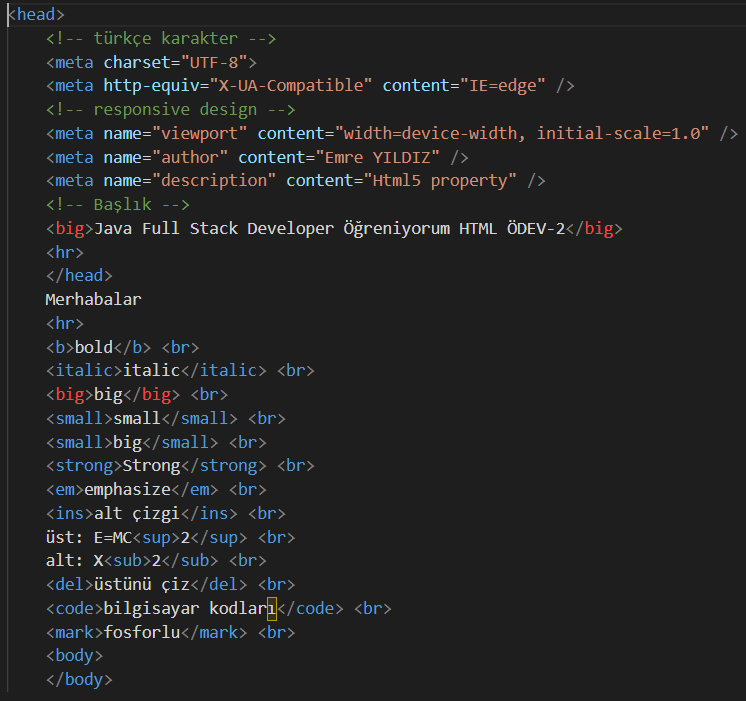 <head>
<!-- türkçe karakter -->
<meta charset="UTF-8">
<meta http-equiv="X-UA-Compatible" content="IE=edge" />
<!-- responsive design -->
<meta name="viewport" content="width=device-width, initial-scale=1.0" />
<meta name="author" content="Emre YILDIZ" />
<meta name="description" content="Html5 property" />
<!-- Başlık -->
<big>Java Full Stack Developer Öğreniyorum HTML ÖDEV-2</big>
<hr>
</head>
Merhabalar
<hr>
<b>bold</b> <br>
<italic>italic</italic> <br>
<big>big</big> <br>
<small>small</small> <br>
<small>big</small> <br>
<strong>Strong</strong> <br>
<em>emphasize</em> <br>
<ins>alt çizgi</ins> <br>
üst: E=MC<sup>2</sup> <br>
alt: X<sub>2</sub> <br>
<del>üstünü çiz</del> <br>
<code>bilgisayar kodları</code> <br>
<mark>fosforlu</mark> <br>
<body>
</body>